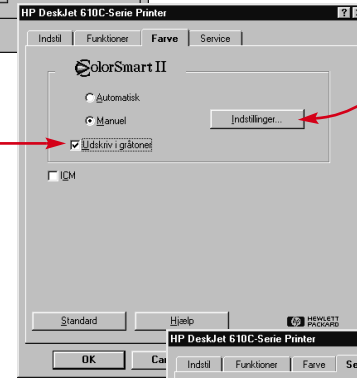 HP DeskJet 610C-Serie Printer
Indstil Funktioner Farve Service
ColorSmart II
Automatisk
Manuel
Indstillinger...
Udskriv i gråtoner
ICM
Standard Hjælp HEWLETT
PACKARD
OK
HP DeskJet 610C-Serie Printer
Indstil Funktioner Farve